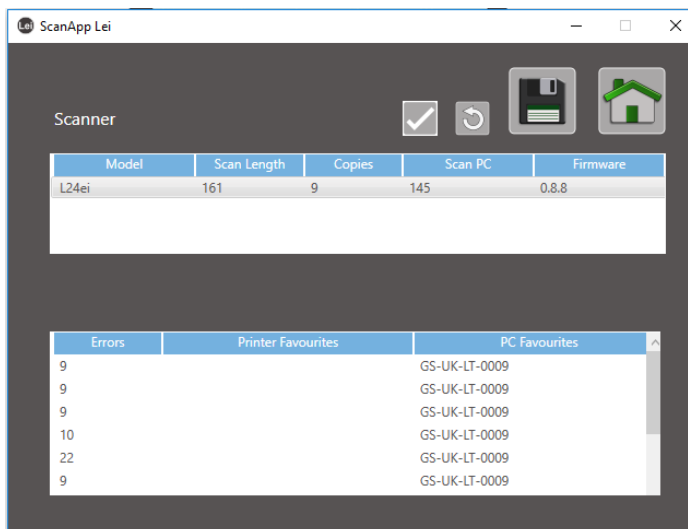 Lei ScanApp Lei
Scanner
Model Scan Length Copies Scan PC Firmware
L24ei 161 9 145 0.8.8
Errors Printer Favourites PC Favourites
9 GS-UK-LT-0009
9 GS-UK-LT-0009
9 GS-UK-LT-0009
10 GS-UK-LT-0009
22 GS-UK-LT-0009
9 GS-UK-LT-0009